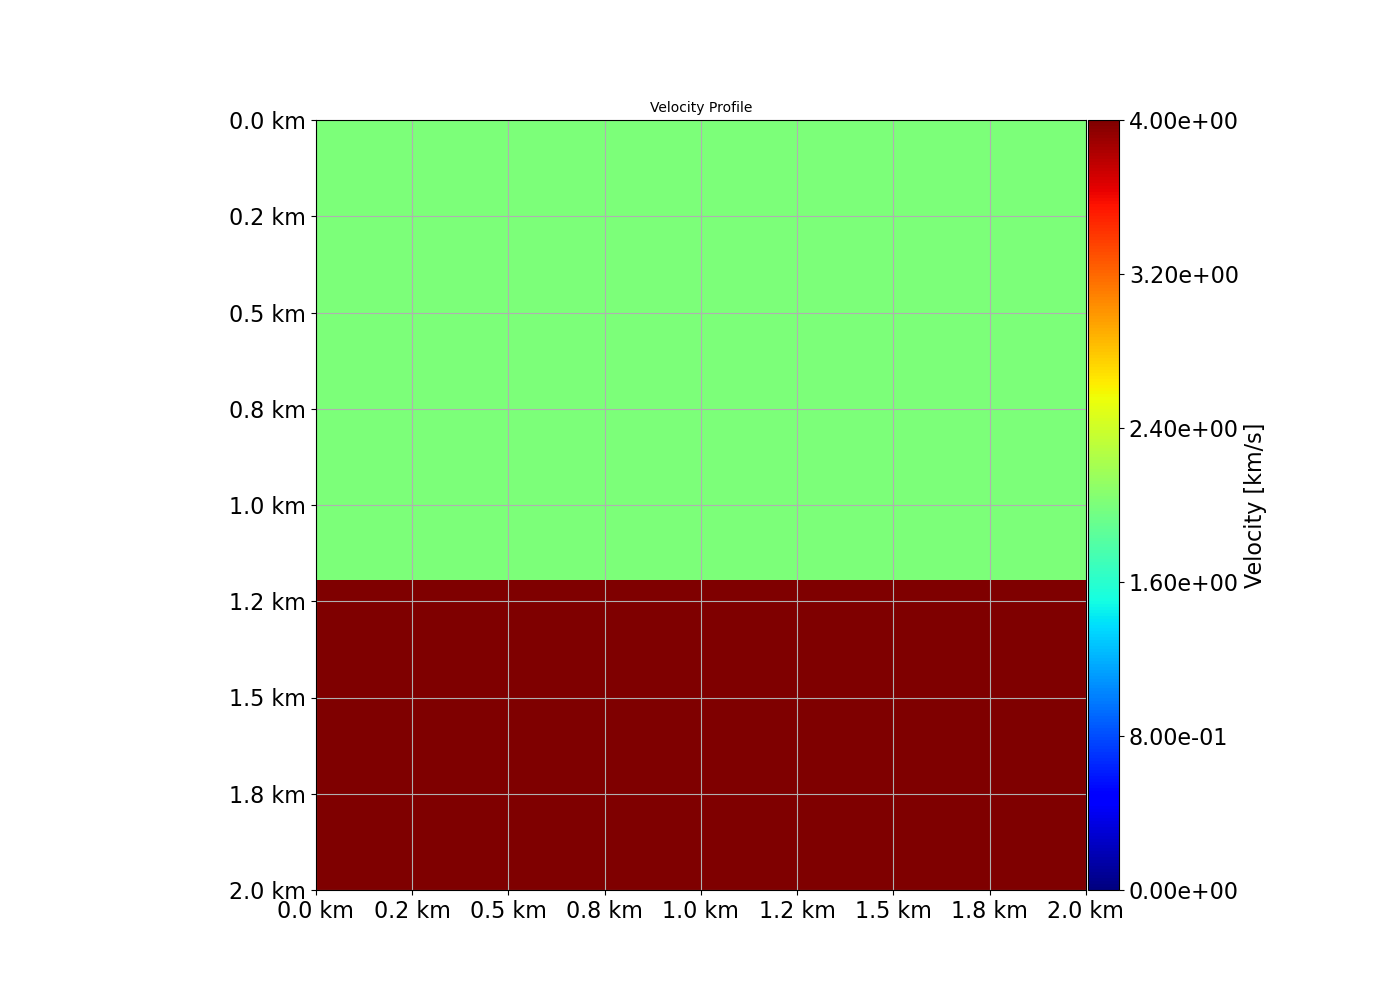 Velocity Profile
0.0 km
0.2 km
0.5 km
0.8 km
1.0 km
1.2 km
1.5 km
1.8 km
2.0 km
0.0 km 0.2 km 0.5 km 0.8 km 1.0 km 1.2 km 1.5 km 1.8 km 2.0 km
4.00e+00
3.20e+00
2.40e+00
1.60e+00
8.00e-01
0.00e+00
Velocity [km/s]